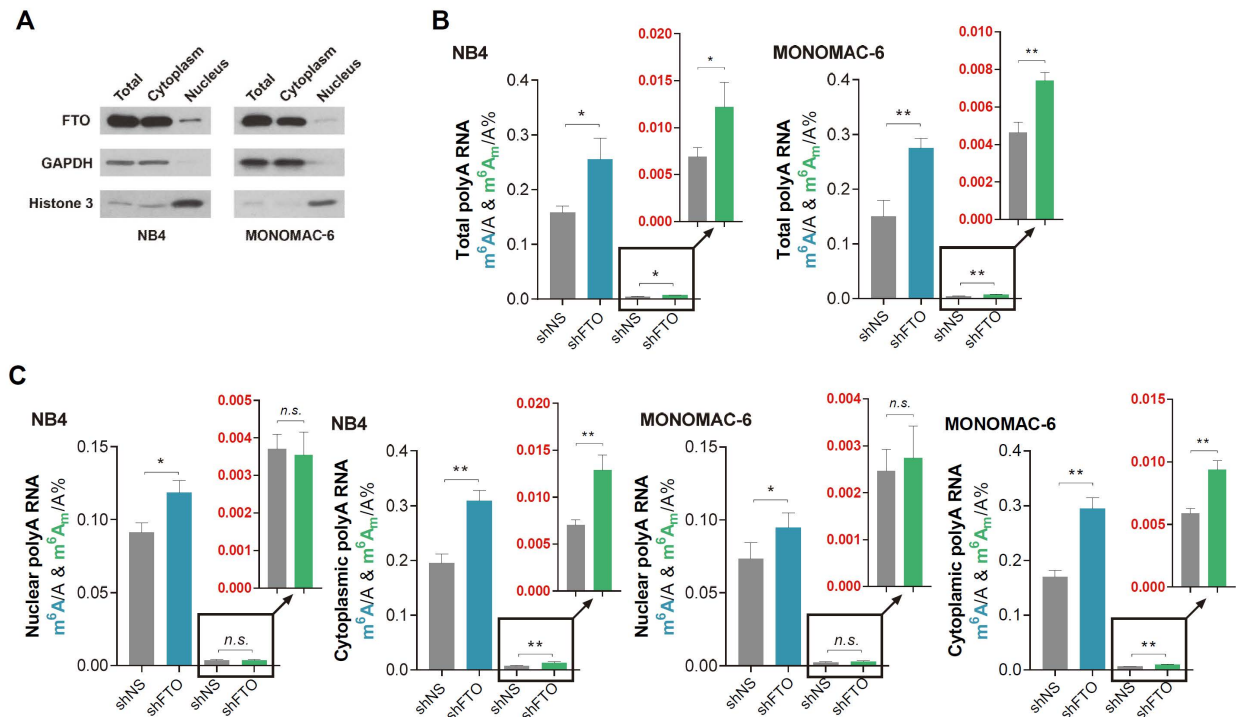 A
Total Cytoplasm Nucleus Total Cytoplasm Nucleus
FTO
GAPDH
Histone 3
NB4 MONOMAC-6
B
NB4
Total polyA RNA
m⁶A/A & m⁶Aₘ/A%
0.4
0.3
0.2
0.1
0.0
*
*
shNS shFTO shNS shFTO
0.020
0.015
0.010
0.005
0.000
*
MONOMAC-6
Total polyA RNA
m⁶A/A & m⁶Aₘ/A%
0.4
0.3
0.2
0.1
0.0
**
**
shNS shFTO shNS shFTO
0.010
0.008
0.006
0.004
0.002
0.000
**
C
NB4
Nuclear polyA RNA
m⁶A/A & m⁶Aₘ/A%
0.15
0.10
0.05
0.00
*
n.s.
shNS shFTO shNS shFTO
0.005
0.004
0.003
0.002
0.001
0.000
n.s.
NB4
Cytoplasmic polyA RNA
m⁶A/A & m⁶Aₘ/A%
0.4
0.3
0.2
0.1
0.0
**
**
shNS shFTO shNS shFTO
0.020
0.015
0.010
0.005
0.000
**
MONOMAC-6
Nuclear polyA RNA
m⁶A/A & m⁶Aₘ/A%
0.15
0.10
0.05
0.00
*
n.s.
shNS shFTO shNS shFTO
0.004
0.003
0.002
0.001
0.000
n.s.
MONOMAC-6
Cytoplamic polyA RNA
m⁶A/A & m⁶Aₘ/A%
0.4
0.3
0.2
0.1
0.0
**
**
shNS shFTO shNS shFTO
0.015
0.010
0.005
0.000
**